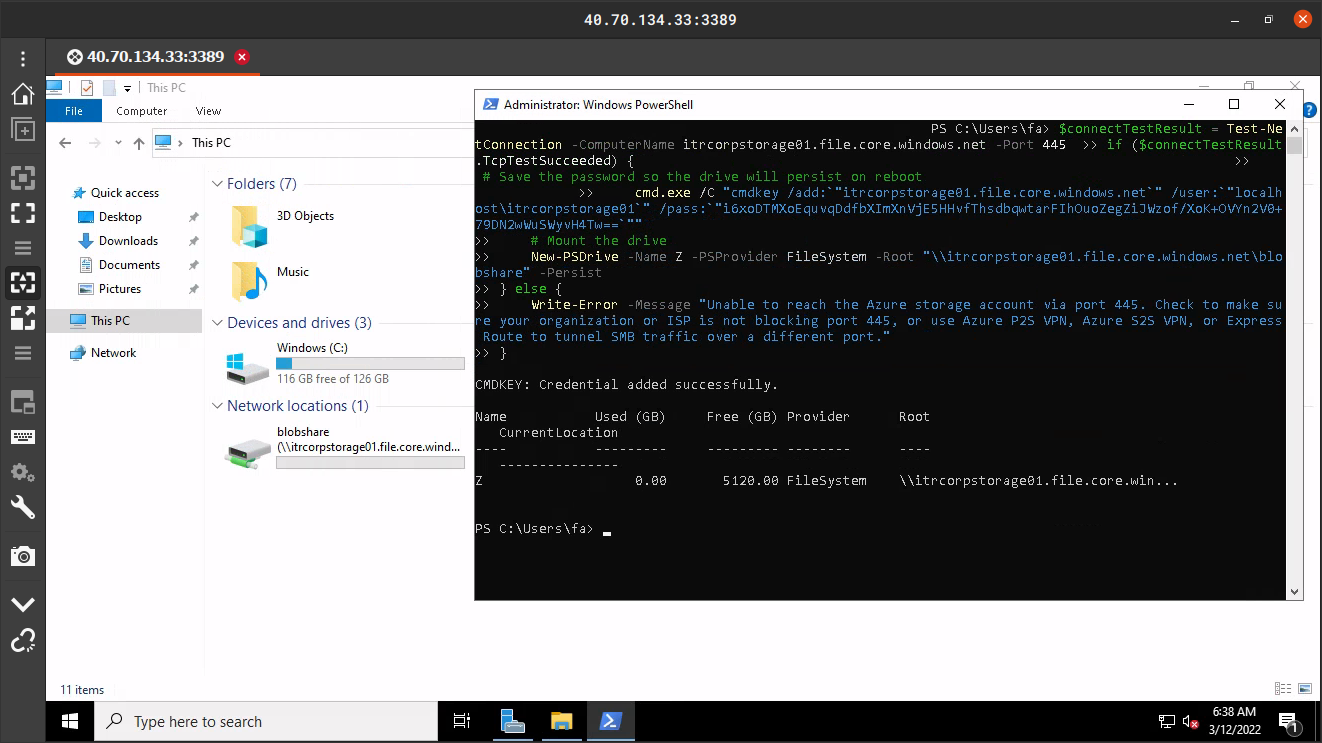 40.70.134.33:3389
40.70.134.33:3389
This PC
File
Computer
View
This PC
Quick access
Desktop
Downloads
Documents
Pictures
This PC
Network
Folders (7)
3D Objects
Music
Devices and drives (3)
Windows (C:)
116 GB free of 126 GB
Network locations (1)
blobshare
(\\itrcorpstorage01.file.core.wind...
11 items
Administrator: Windows PowerShell
PS C:\Users\fa> $connectTestResult = Test-Ne
tConnection -ComputerName itrcorpstorage01.file.core.windows.net -Port 445 >> if ($connectTestResult
.TcpTestSucceeded) { >>
# Save the password so the drive will persist on reboot
>> cmd.exe /C "cmdkey /add:`"itrcorpstorage01.file.core.windows.net`" /user:`"localh
ost\itrcorpstorage01`" /pass:`"i6xoDTMXoEquvqDdfbXImXnVjE5HHvfThsdbqwtarFIhOuoZegZiJWzof/XoK+OVYn2V0+
79DN2wWuSWyvH4Tw==`""
>> # Mount the drive
>> New-PSDrive -Name Z -PSProvider FileSystem -Root "\\itrcorpstorage01.file.core.windows.net\blo
bshare" -Persist
>> } else {
>> Write-Error -Message "Unable to reach the Azure storage account via port 445. Check to make su
re your organization or ISP is not blocking port 445, or use Azure P2S VPN, Azure S2S VPN, or Express
Route to tunnel SMB traffic over a different port."
>> }
CMDKEY: Credential added successfully.
Name Used (GB) Free (GB) Provider Root
CurrentLocation
---- --------- --------- -------- ----
---------------
Z 0.00 5120.00 FileSystem \\itrcorpstorage01.file.core.win...
PS C:\Users\fa>
Type here to search
6:38 AM
3/12/2022
1